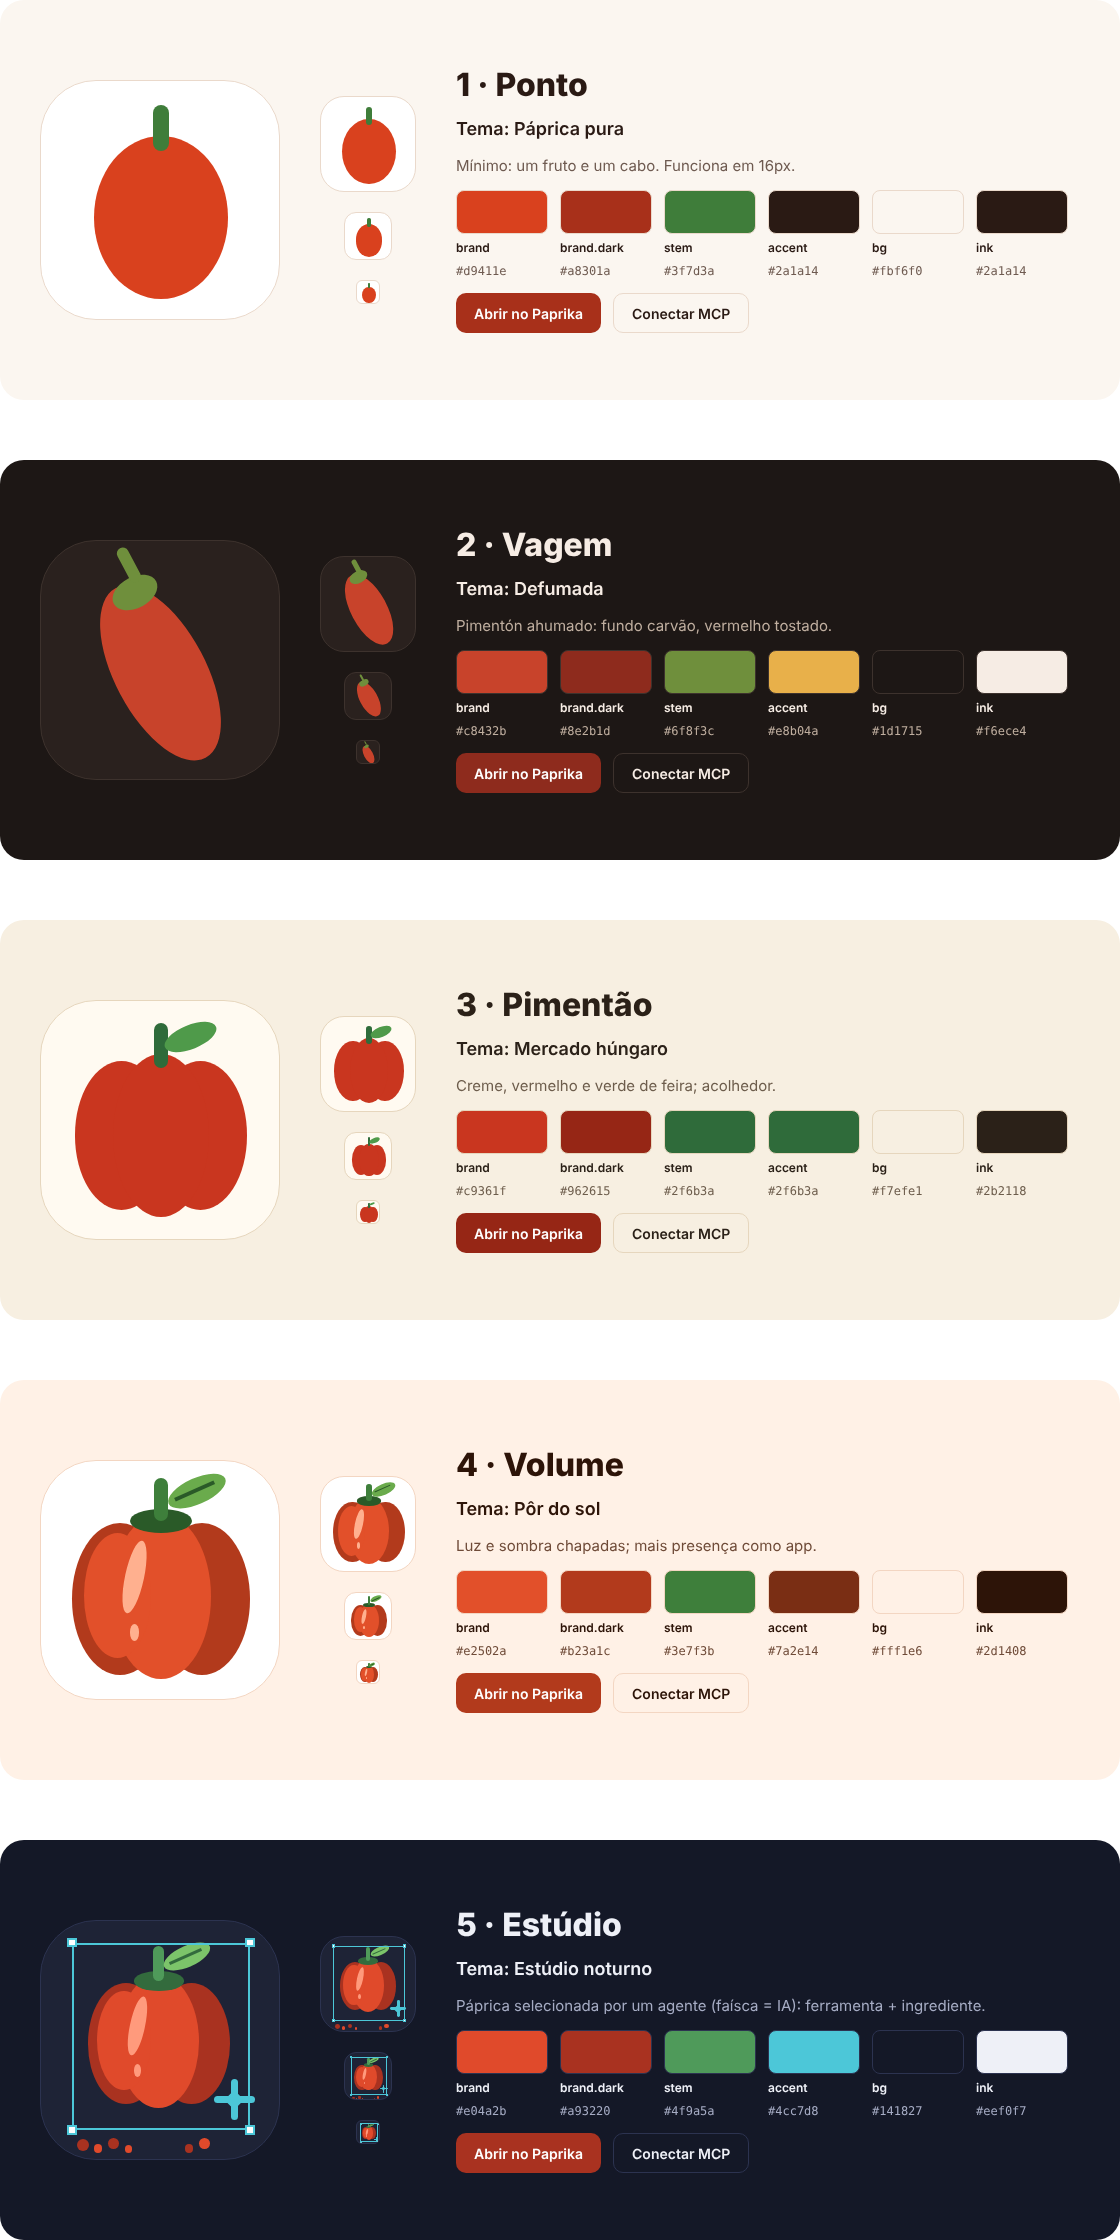 1 · Ponto
Tema: Páprica pura
Mínimo: um fruto e um cabo. Funciona em 16px.
brand brand.dark stem accent bg ink
#d9411e #a8301a #3f7d3a #2a1a14 #fbf6f0 #2a1a14
Abrir no Paprika Conectar MCP
2 · Vagem
Tema: Defumada
Pimentón ahumado: fundo carvão, vermelho tostado.
brand brand.dark stem accent bg ink
#c8432b #8e2b1d #6f8f3c #e8b04a #1d1715 #f6ece4
Abrir no Paprika Conectar MCP
3 · Pimentão
Tema: Mercado húngaro
Creme, vermelho e verde de feira; acolhedor.
brand brand.dark stem accent bg ink
#c9361f #962615 #2f6b3a #2f6b3a #f7efe1 #2b2118
Abrir no Paprika Conectar MCP
4 · Volume
Tema: Pôr do sol
Luz e sombra chapadas; mais presença como app.
brand brand.dark stem accent bg ink
#e2502a #b23a1c #3e7f3b #7a2e14 #fff1e6 #2d1408
Abrir no Paprika Conectar MCP
5 · Estúdio
Tema: Estúdio noturno
Páprica selecionada por um agente (faísca = IA): ferramenta + ingrediente.
brand brand.dark stem accent bg ink
#e04a2b #a93220 #4f9a5a #4cc7d8 #141827 #eef0f7
Abrir no Paprika Conectar MCP